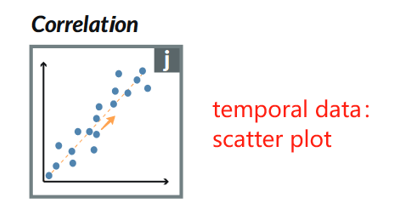 Correlation
j
temporal data:
scatter plot